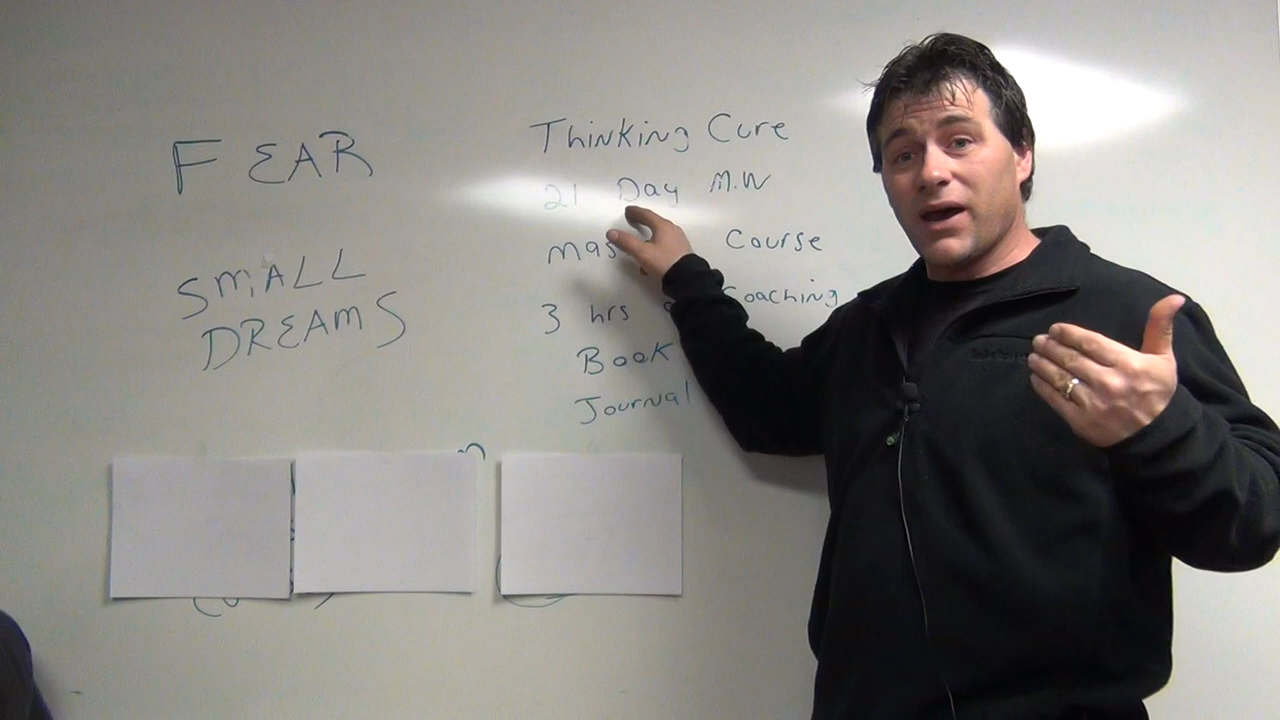 FEAR
SMALL
DREAMS
Thinking Cure
21 Day M.W
Course
3 hrs Coaching
Book
Journal